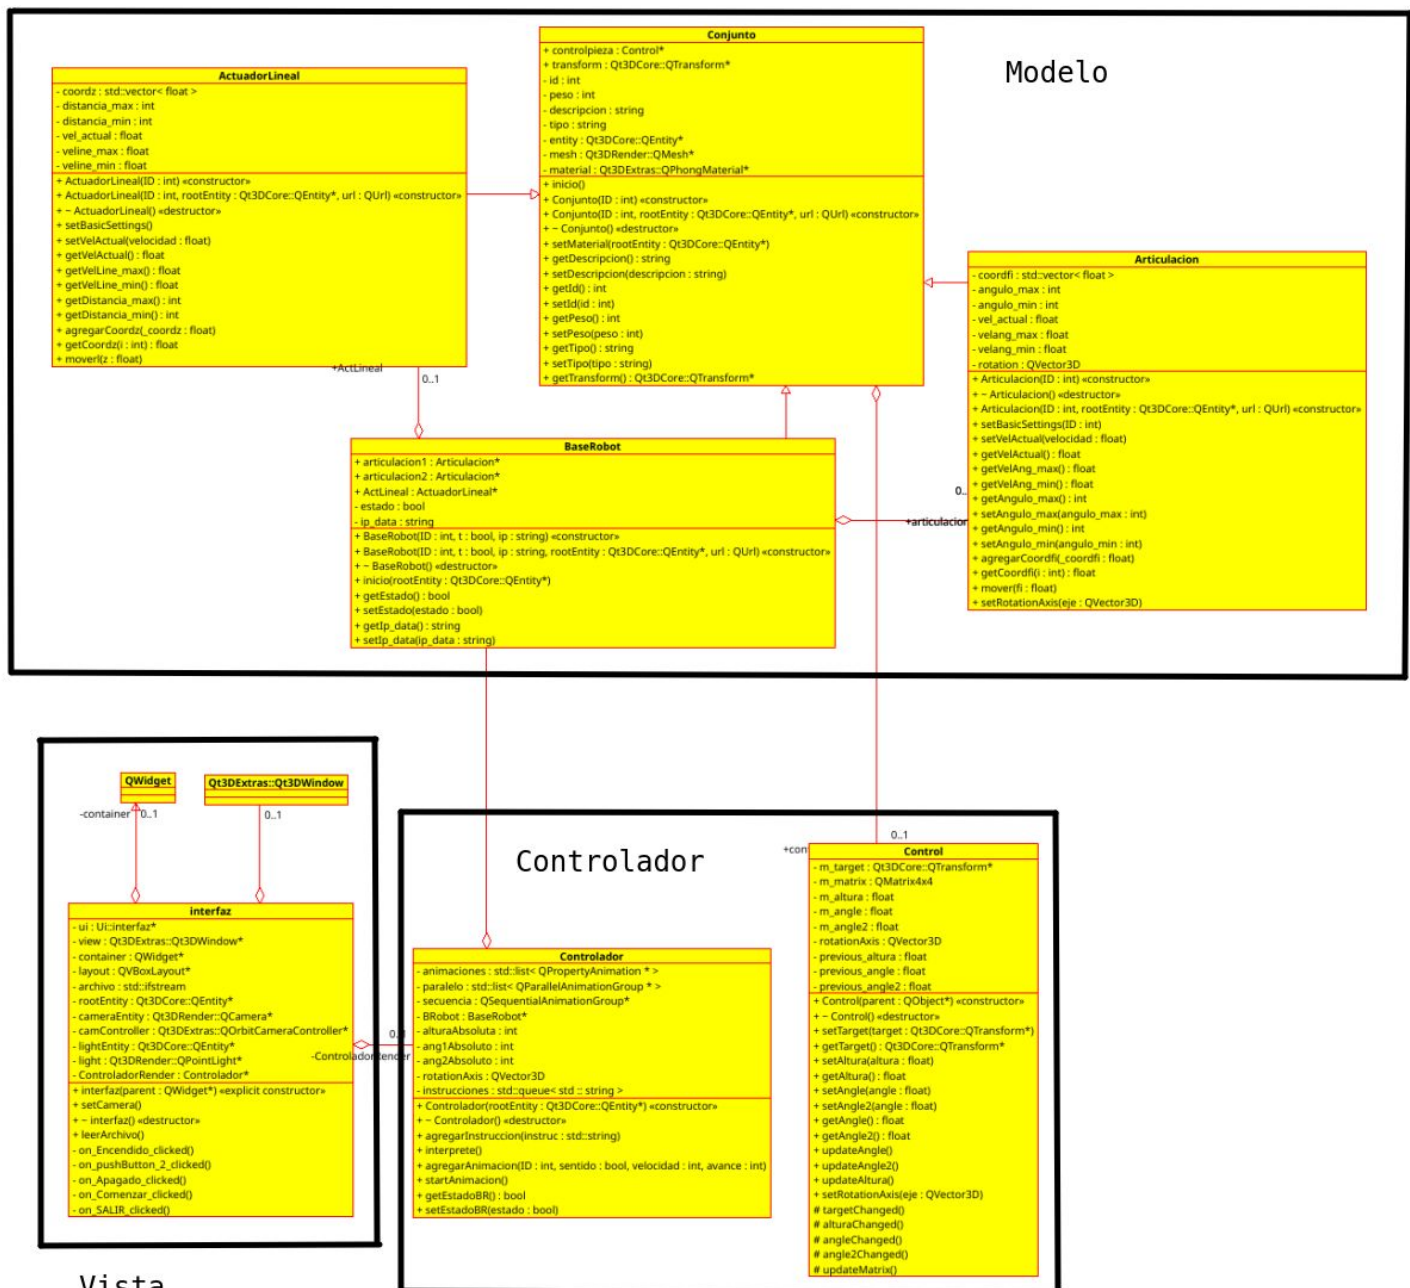 Modelo
ActuadorLineal
- coordz : std::vector< float >
- distancia_max : int
- distancia_min : int
- vel_actual : float
- veline_max : float
- veline_min : float
+ ActuadorLineal(ID : int) «constructor»
+ ActuadorLineal(ID : int, rootEntity : Qt3DCore::QEntity*, url : QUrl) «constructor»
+ ~ ActuadorLineal() «destructor»
+ setBasicSettings()
+ setVelActual(velocidad : float)
+ getVelActual() : float
+ getVelLine_max() : float
+ getVelLine_min() : float
+ getDistancia_max() : int
+ getDistancia_min() : int
+ agregarCoordz(_coordz : float)
+ getCoordz(i : int) : float
+ moverl(z : float)
+ActLineal
0..1
Conjunto
+ controlpieza : Control*
+ transform : Qt3DCore::QTransform*
- id : int
- peso : int
- descripcion : string
- tipo : string
- entity : Qt3DCore::QEntity*
- mesh : Qt3DRender::QMesh*
- material : Qt3DExtras::QPhongMaterial*
+ inicio()
+ Conjunto(ID : int) «constructor»
+ Conjunto(ID : int, rootEntity : Qt3DCore::QEntity*, url : QUrl) «constructor»
+ ~ Conjunto() «destructor»
+ setMaterial(rootEntity : Qt3DCore::QEntity*)
+ getDescripcion() : string
+ setDescripcion(descripcion : string)
+ getId() : int
+ setId(id : int)
+ getPeso() : int
+ setPeso(peso : int)
+ getTipo() : string
+ setTipo(tipo : string)
+ getTransform() : Qt3DCore::QTransform*
Articulacion
- coordfi : std::vector< float >
- angulo_max : int
- angulo_min : int
- vel_actual : float
- velang_max : float
- velang_min : float
- rotation : QVector3D
+ Articulacion(ID : int) «constructor»
+ ~ Articulacion() «destructor»
+ Articulacion(ID : int, rootEntity : Qt3DCore::QEntity*, url : QUrl) «constructor»
+ setBasicSettings(ID : int)
+ setVelActual(velocidad : float)
+ getVelActual() : float
+ getVelAng_max() : float
+ getVelAng_min() : float
+ getAngulo_max() : int
+ setAngulo_max(angulo_max : int)
+ getAngulo_min() : int
+ setAngulo_min(angulo_min : int)
+ agregarCoordfi(_coordfi : float)
+ getCoordfi(i : int) : float
+ mover(fi : float)
+ setRotationAxis(eje : QVector3D)
0..
+articulacion
BaseRobot
+ articulacion1 : Articulacion*
+ articulacion2 : Articulacion*
+ ActLineal : ActuadorLineal*
- estado : bool
- ip_data : string
+ BaseRobot(ID : int, t : bool, ip : string) «constructor»
+ BaseRobot(ID : int, t : bool, ip : string, rootEntity : Qt3DCore::QEntity*, url : QUrl) «constructor»
+ ~ BaseRobot() «destructor»
+ inicio(rootEntity : Qt3DCore::QEntity*)
+ getEstado() : bool
+ setEstado(estado : bool)
+ getIp_data() : string
+ setIp_data(ip_data : string)
QWidget
-container
0..1
Qt3DExtras::Qt3DWindow
0..1
interfaz
- ui : Ui::interfaz*
- view : Qt3DExtras::Qt3DWindow*
- container : QWidget*
- layout : QVBoxLayout*
- archivo : std::ifstream
- rootEntity : Qt3DCore::QEntity*
- cameraEntity : Qt3DRender::QCamera*
- camController : Qt3DExtras::QOrbitCameraController*
- lightEntity : Qt3DCore::QEntity*
- light : Qt3DRender::QPointLight*
- ControladorRender : Controlador*
+ interfaz(parent : QWidget*) «explicit constructor»
+ setCamera()
+ ~ interfaz() «destructor»
+ leerArchivo()
- on_Encendido_clicked()
- on_pushButton_2_clicked()
- on_Apagado_clicked()
- on_Comenzar_clicked()
- on_SALIR_clicked()
Vista
0..1
-ControladorRender
Controlador
Controlador
- animaciones : std::list< QPropertyAnimation * >
- paralelo : std::list< QParallelAnimationGroup * >
- secuencia : QSequentialAnimationGroup*
- BRobot : BaseRobot*
- alturaAbsoluta : int
- ang1Absoluto : int
- ang2Absoluto : int
- rotationAxis : QVector3D
- instrucciones : std::queue< std :: string >
+ Controlador(rootEntity : Qt3DCore::QEntity*) «constructor»
+ ~ Controlador() «destructor»
+ agregarInstruccion(instruc : std::string)
+ interprete()
+ agregarAnimacion(ID : int, sentido : bool, velocidad : int, avance : int)
+ startAnimacion()
+ getEstadoBR() : bool
+ setEstadoBR(estado : bool)
0..1
+con
Control
- m_target : Qt3DCore::QTransform*
- m_matrix : QMatrix4x4
- m_altura : float
- m_angle : float
- m_angle2 : float
- rotationAxis : QVector3D
- previous_altura : float
- previous_angle : float
- previous_angle2 : float
+ Control(parent : QObject*) «constructor»
+ ~ Control() «destructor»
+ setTarget(target : Qt3DCore::QTransform*)
+ getTarget() : Qt3DCore::QTransform*
+ setAltura(altura : float)
+ getAltura() : float
+ setAngle(angle : float)
+ setAngle2(angle : float)
+ getAngle() : float
+ getAngle2() : float
+ updateAngle()
+ updateAngle2()
+ updateAltura()
+ setRotationAxis(eje : QVector3D)
# targetChanged()
# alturaChanged()
# angleChanged()
# angle2Changed()
# updateMatrix()